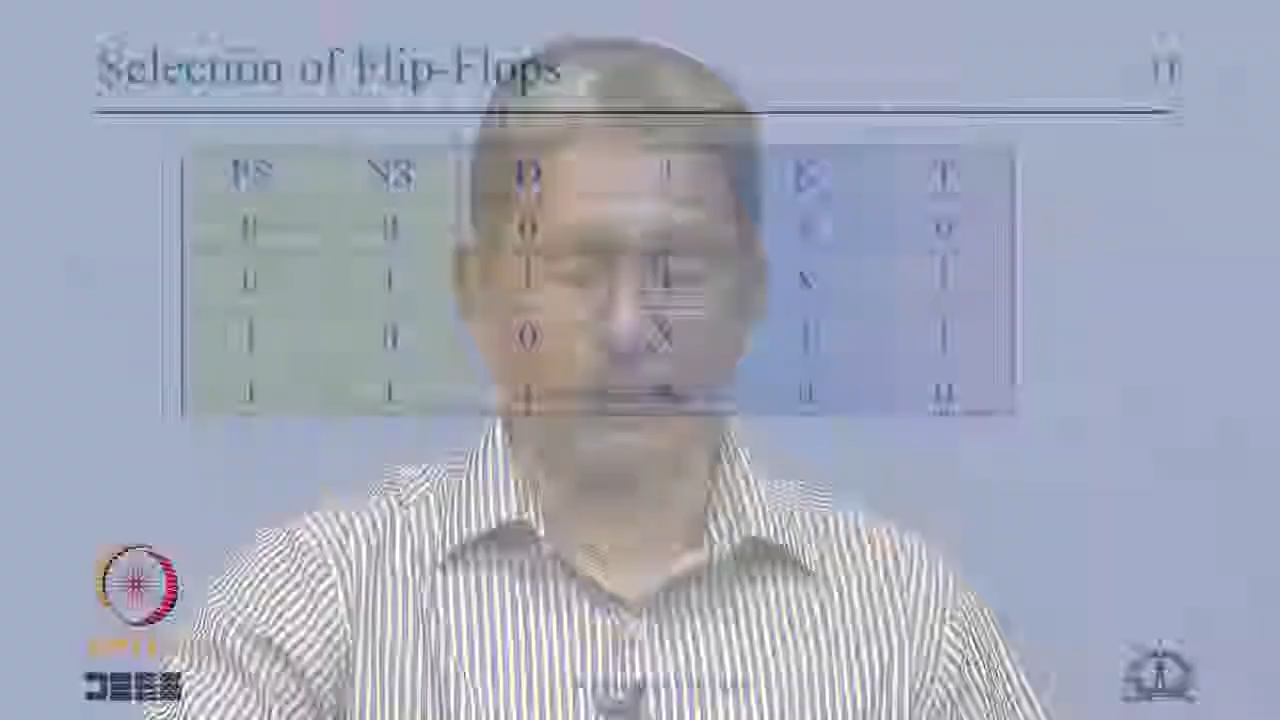 Selection of Flip-Flops
11
PS NS D J K T
0 0 0 x 0
0 1 1 1 x 1
1 0 0 X 1 1
1 1 1 0 0